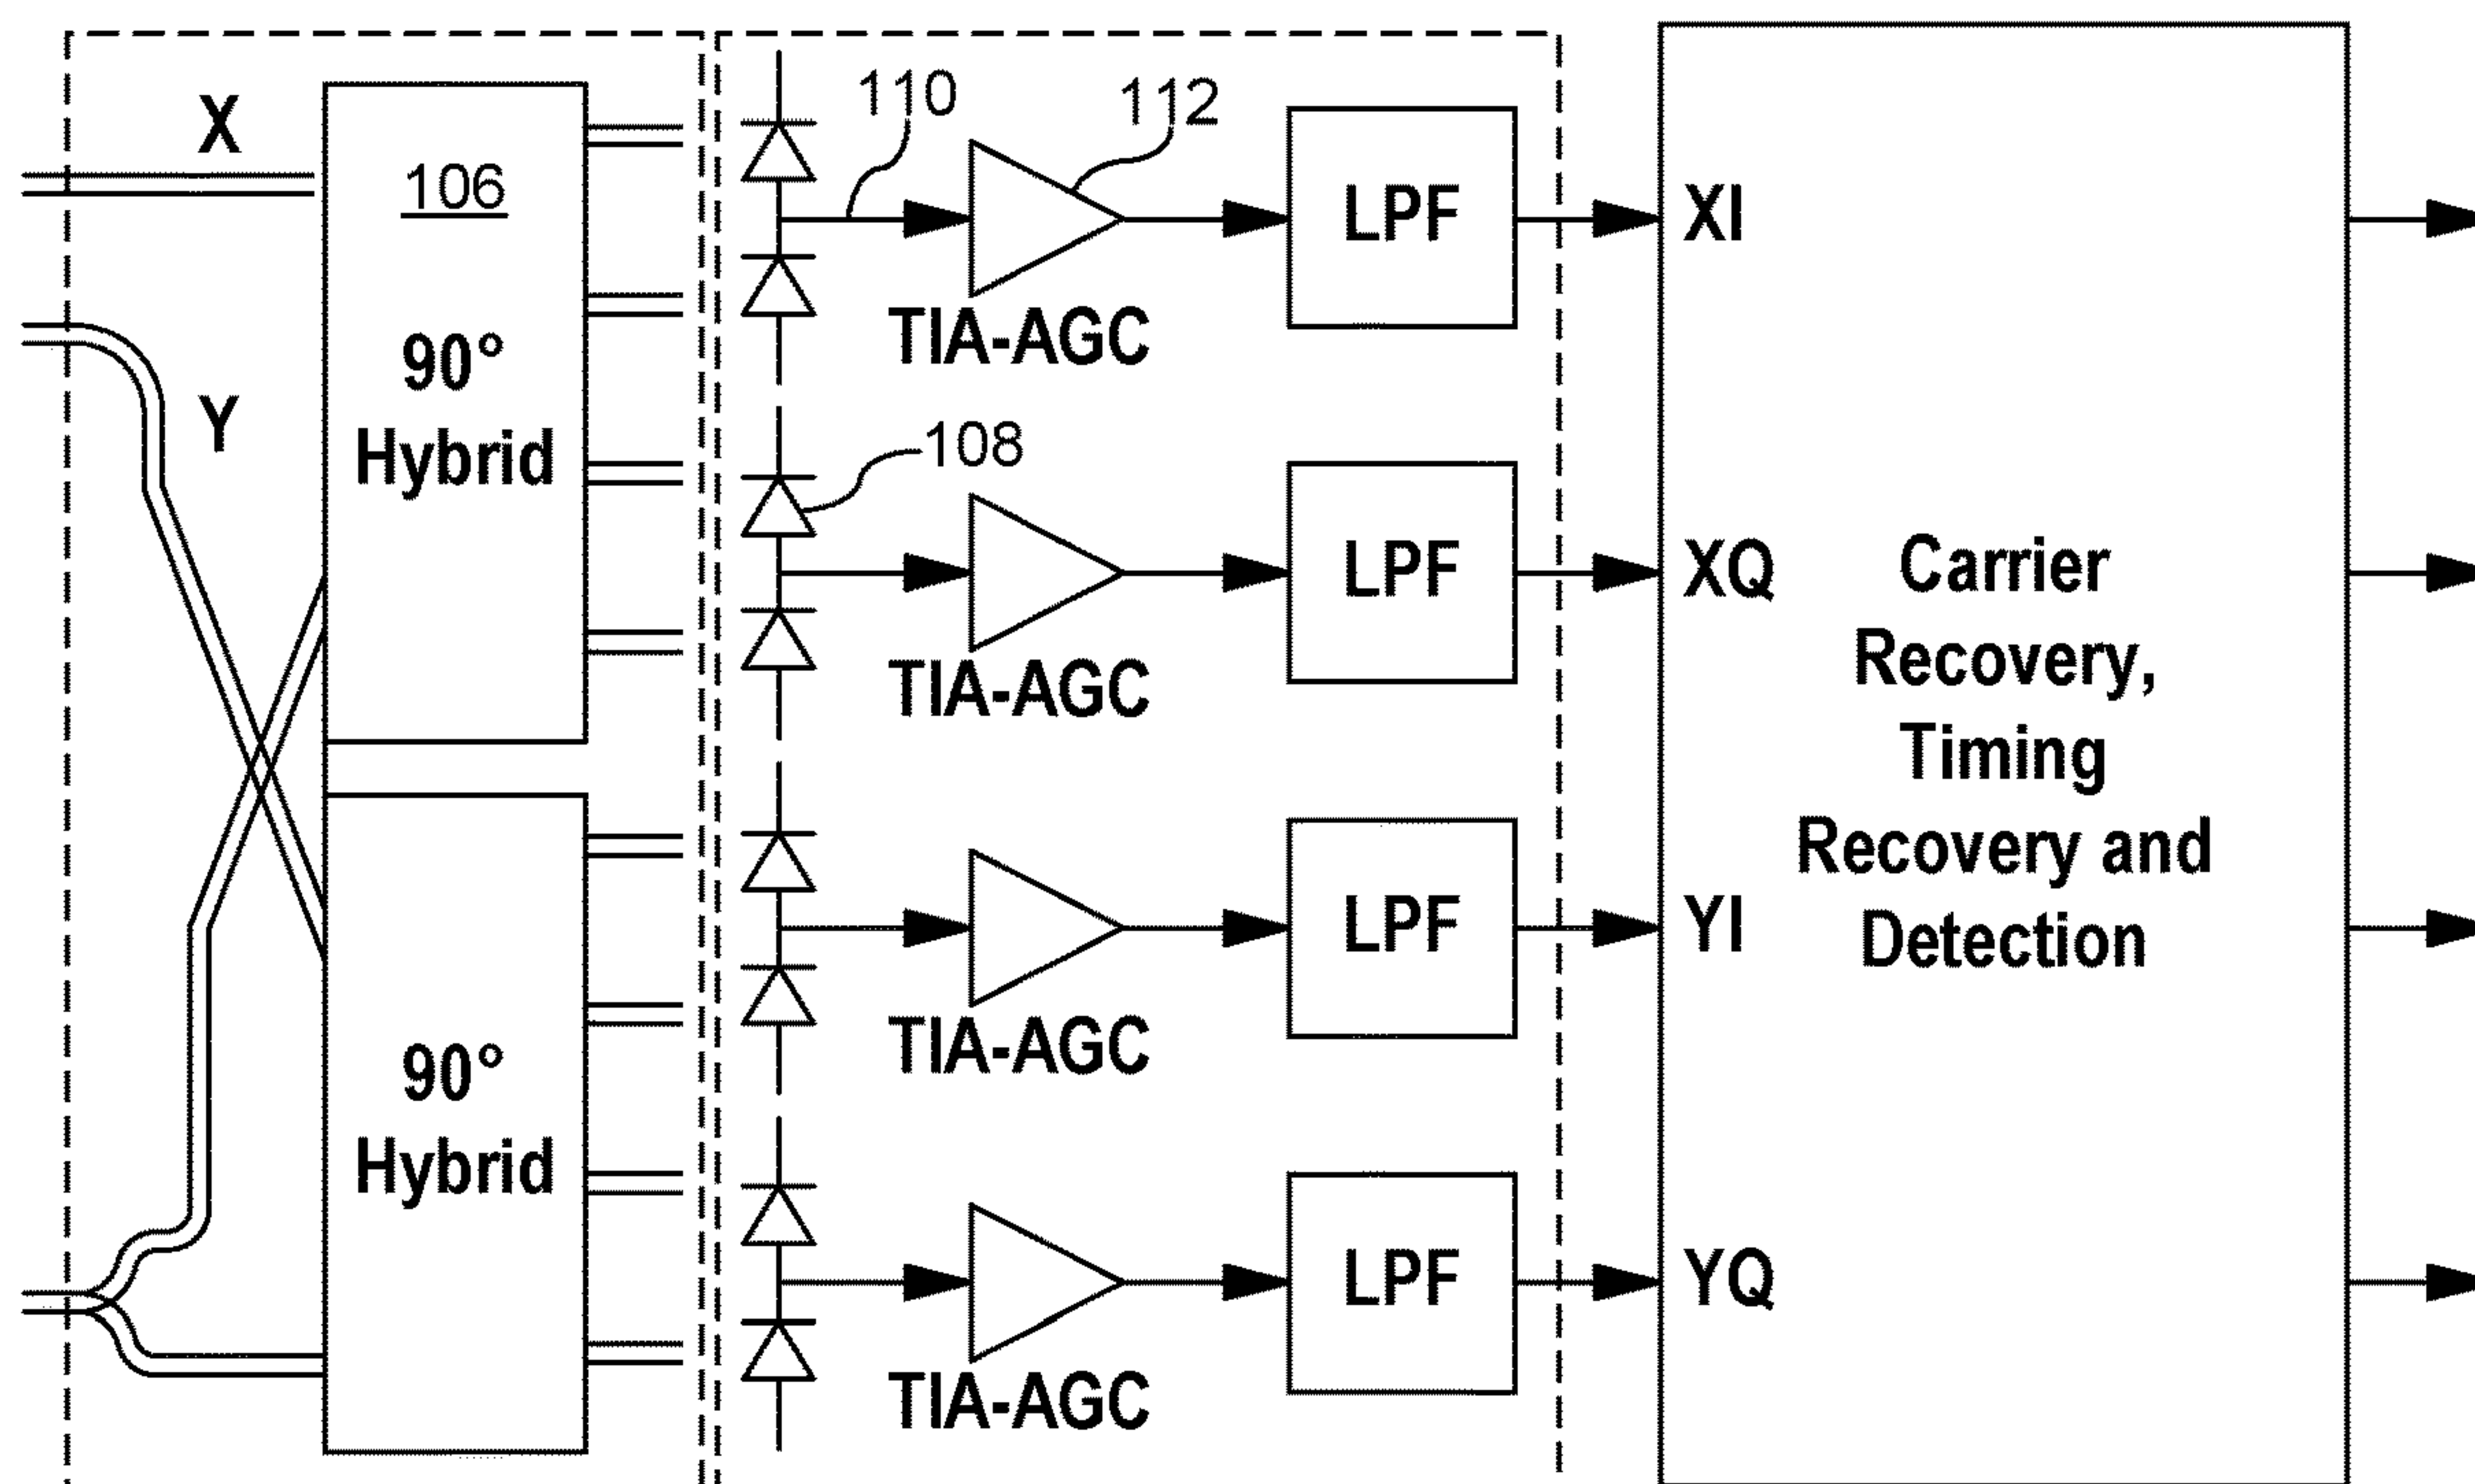 X
106
90°
Hybrid
Y
110
112
TIA-AGC
LPF
XI
108
TIA-AGC
LPF
XQ
Carrier
Recovery,
Timing
Recovery and
Detection
90°
Hybrid
TIA-AGC
LPF
YI
TIA-AGC
LPF
YQ